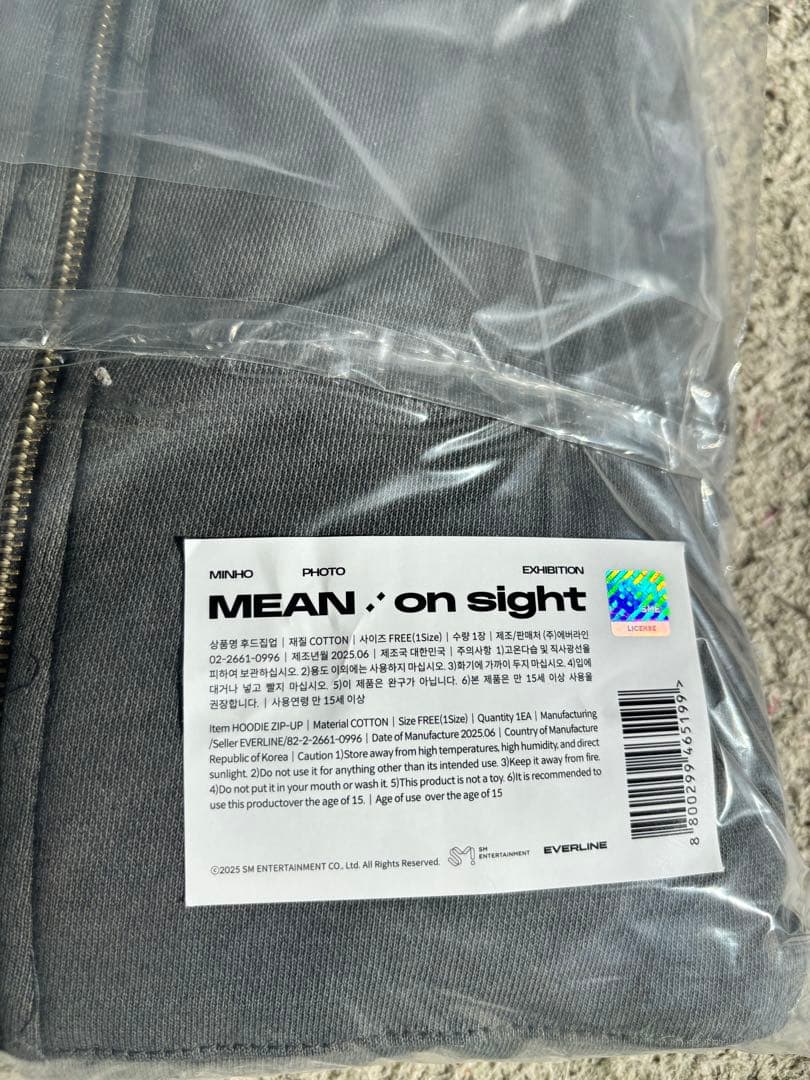 MINHO PHOTO EXHIBITION
MEAN on sight
SME
LICENSE
상품명 후드집업 | 재질 COTTON | 사이즈 FREE(1Size) | 수량 1장 | 제조/판매처 (주)에버라인
02-2661-0996 | 제조년월 2025.06 | 제조국 대한민국 | 주의사항 1)고온다습 및 직사광선을
피하여 보관하십시오. 2)용도 이외에는 사용하지 마십시오. 3)화기에 가까이 두지 마십시오. 4)입에
대거나 넣고 빨지 마십시오. 5)이 제품은 완구가 아닙니다. 6)본 제품은 만 15세 이상 사용을
권장합니다. | 사용연령 만 15세 이상
Item HOODIE ZIP-UP | Material COTTON | Size FREE(1Size) | Quantity 1EA | Manufacturing
/Seller EVERLINE/82-2-2661-0996 | Date of Manufacture 2025.06 | Country of Manufacture
Republic of Korea | Caution 1)Store away from high temperatures, high humidity, and direct
sunlight. 2)Do not use it for anything other than its intended use. 3)Keep it away from fire.
4)Do not put it in your mouth or wash it. 5)This product is not a toy. 6)It is recommended to
use this productover the age of 15. | Age of use over the age of 15
8 800299 465199 >
©2025 SM ENTERTAINMENT CO., Ltd. All Rights Reserved.
SM
ENTERTAINMENT
EVERLINE